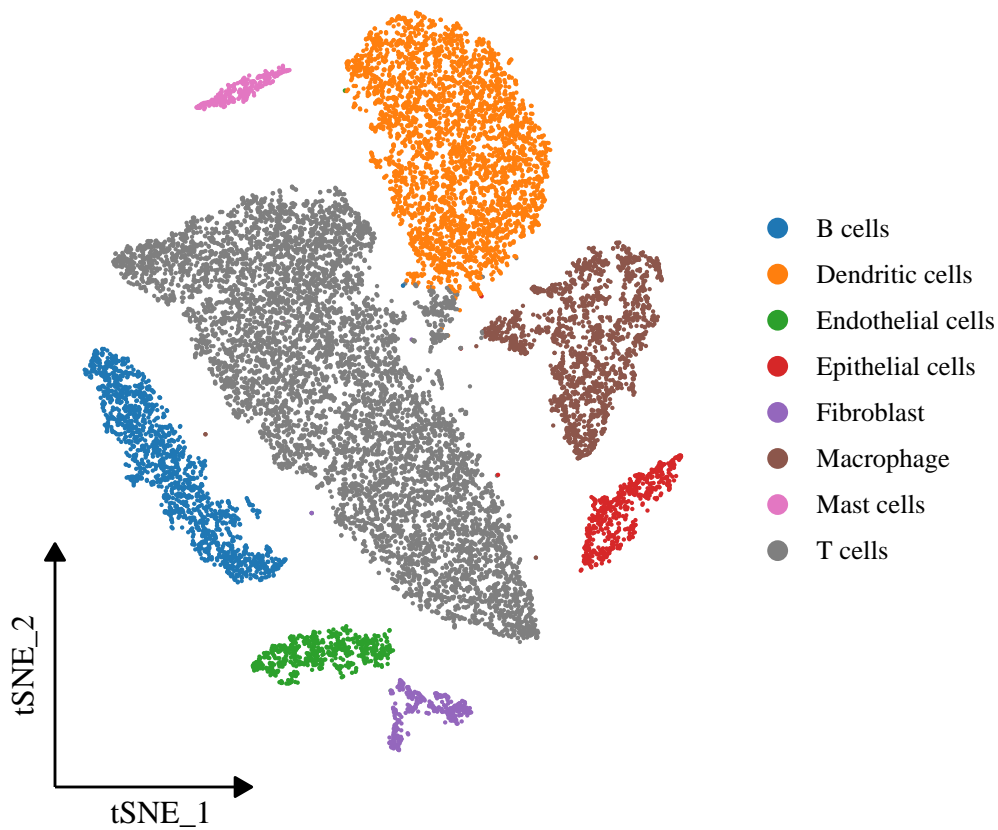 B cells
Dendritic cells
Endothelial cells
Epithelial cells
Fibroblast
Macrophage
Mast cells
T cells
tSNE_2
tSNE_1